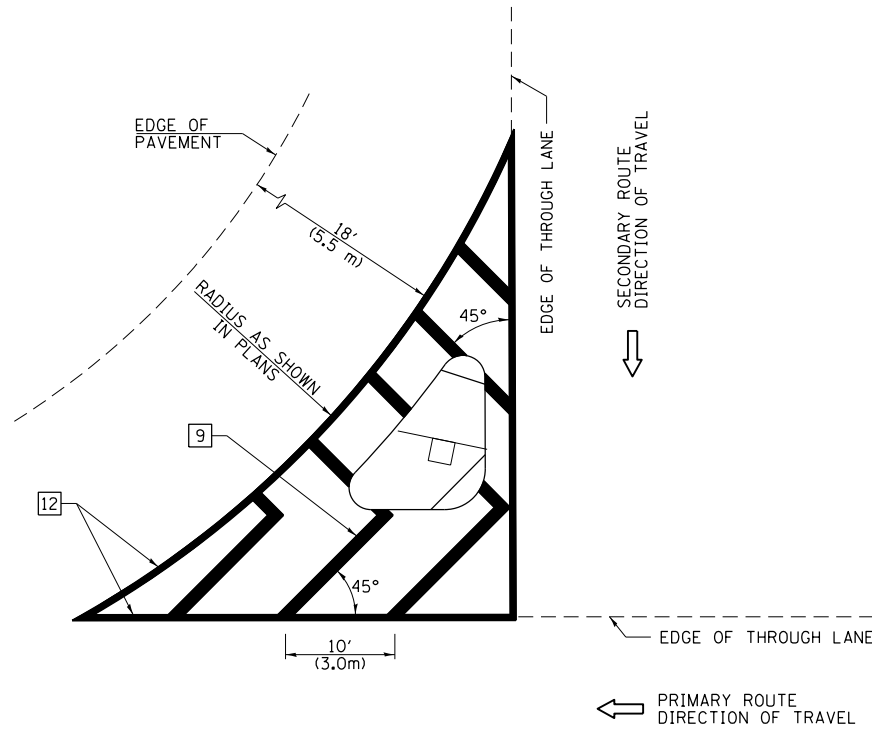 EDGE OF
PAVEMENT
18'
(5.5 m)
EDGE OF THROUGH LANE
SECONDARY ROUTE
DIRECTION OF TRAVEL
RADIUS AS SHOWN
IN PLANS
45°
9
12
45°
10'
(3.0m)
EDGE OF THROUGH LANE
PRIMARY ROUTE
DIRECTION OF TRAVEL